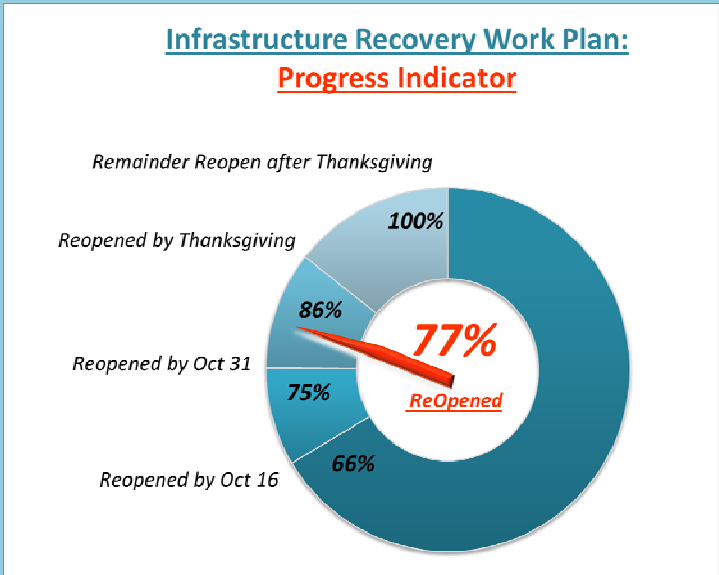 Infrastructure Recovery Work Plan:
Progress Indicator
Remainder Reopen after Thanksgiving
100%
Reopened by Thanksgiving
86%
77%
Reopened by Oct 31
75%
ReOpened
66%
Reopened by Oct 16